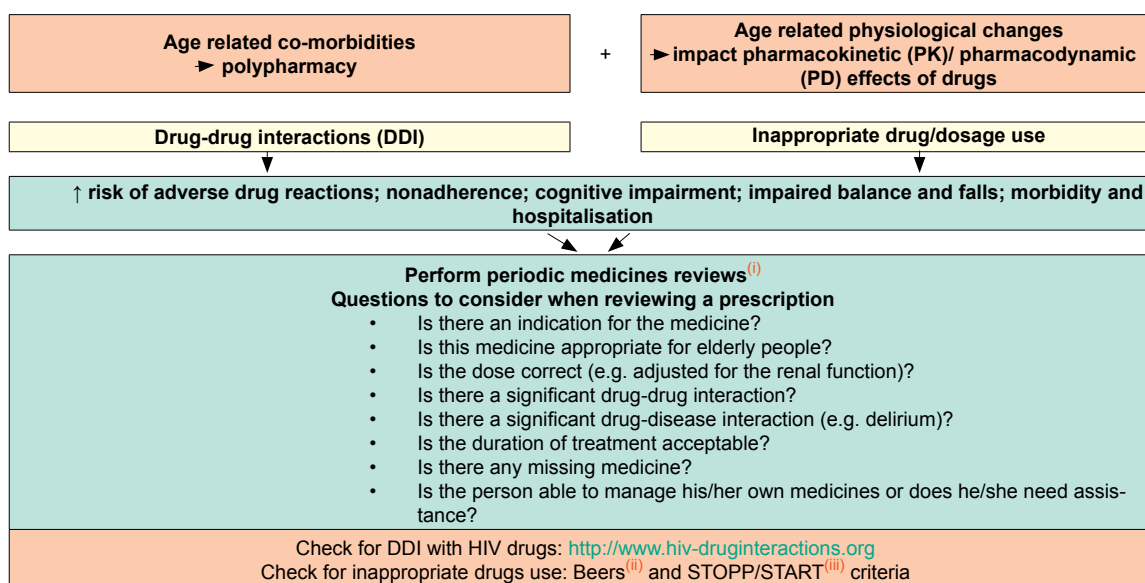 Age related co-morbidities
→ polypharmacy
+
Age related physiological changes
→ impact pharmacokinetic (PK)/ pharmacodynamic
(PD) effects of drugs
Drug-drug interactions (DDI)
Inappropriate drug/dosage use
↑ risk of adverse drug reactions; nonadherence; cognitive impairment; impaired balance and falls; morbidity and
hospitalisation
Perform periodic medicines reviews(i)
Questions to consider when reviewing a prescription
• Is there an indication for the medicine?
• Is this medicine appropriate for elderly people?
• Is the dose correct (e.g. adjusted for the renal function)?
• Is there a significant drug-drug interaction?
• Is there a significant drug-disease interaction (e.g. delirium)?
• Is the duration of treatment acceptable?
• Is there any missing medicine?
• Is the person able to manage his/her own medicines or does he/she need assis-
tance?
Check for DDI with HIV drugs: http://www.hiv-druginteractions.org
Check for inappropriate drugs use: Beers(ii) and STOPP/START(iii) criteria